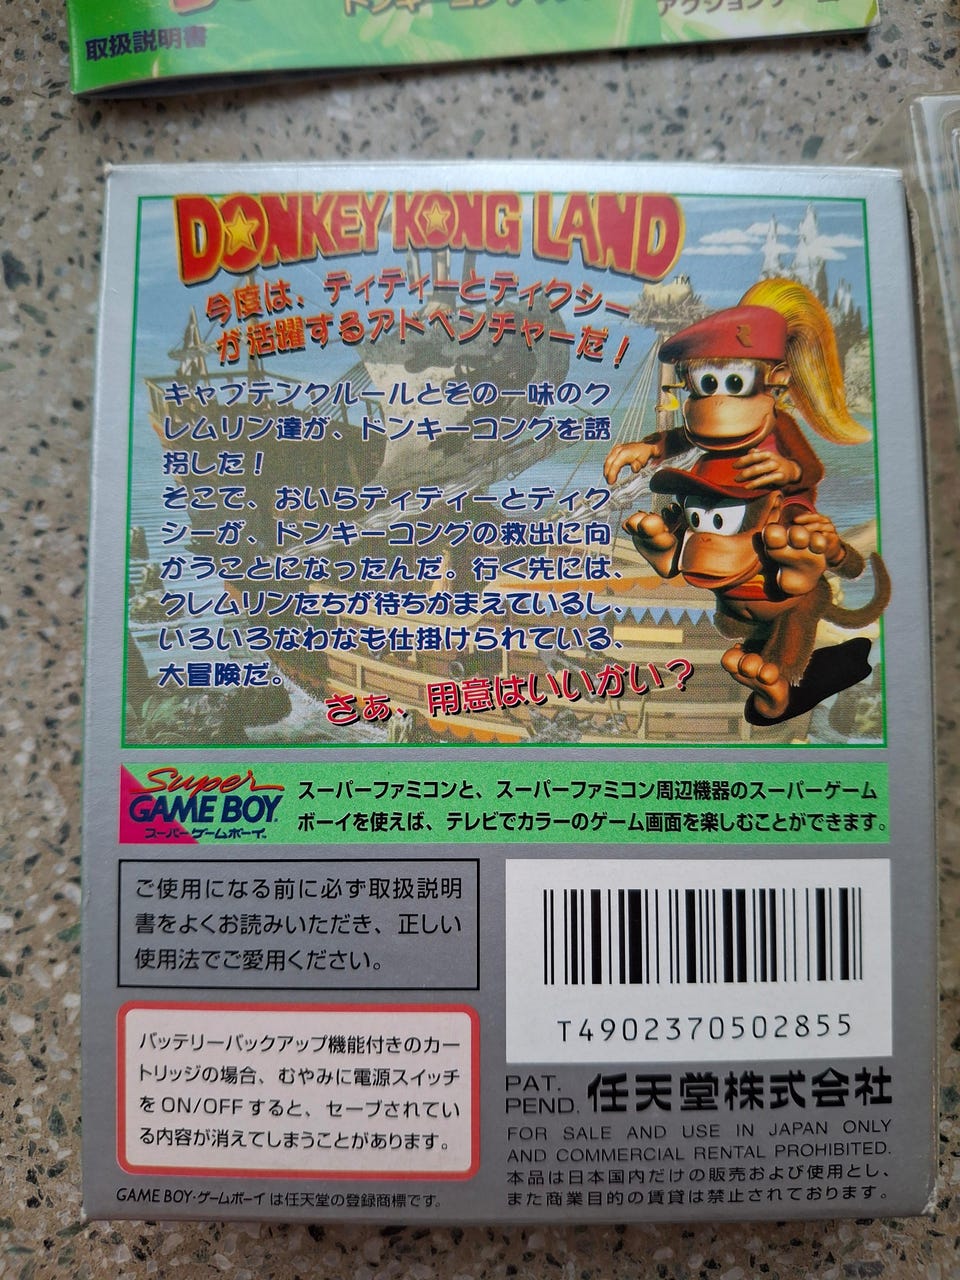 取扱説明書
DONKEY KONG LAND™
今度は、ディディーとディクシー
が活躍するアドベンチャーだ！
キャプテンクルールとその一味のク
レムリン達が、ドンキーコングを誘
拐した！
そこで、おいらディディーとディク
シーが、ドンキーコングの救出に向
かうことになったんだ。行く先には、
クレムリンたちが待ちかまえているし、
いろいろなわなも仕掛けられている、
大冒険だ。
さぁ、用意はいいかい？
Super
GAME BOY.
スーパーゲームボーイ.
スーパーファミコンと、スーパーファミコン周辺機器のスーパーゲーム
ボーイを使えば、テレビでカラーのゲーム画面を楽しむことができます。
ご使用になる前に必ず取扱説明
書をよくお読みいただき、正しい
使用法でご愛用ください。
バッテリーバックアップ機能付きのカー
トリッジの場合、むやみに電源スイッチ
をON/OFFすると、セーブされてい
る内容が消えてしまうことがあります。
GAME BOY・ゲームボーイ は任天堂の登録商標です。
T4902370502855
PAT.
PEND. 任天堂株式会社
FOR SALE AND USE IN JAPAN ONLY
AND COMMERCIAL RENTAL PROHIBITED.
本品は日本国内だけの販売および使用とし、
また商業目的の賃貸は禁止されております。